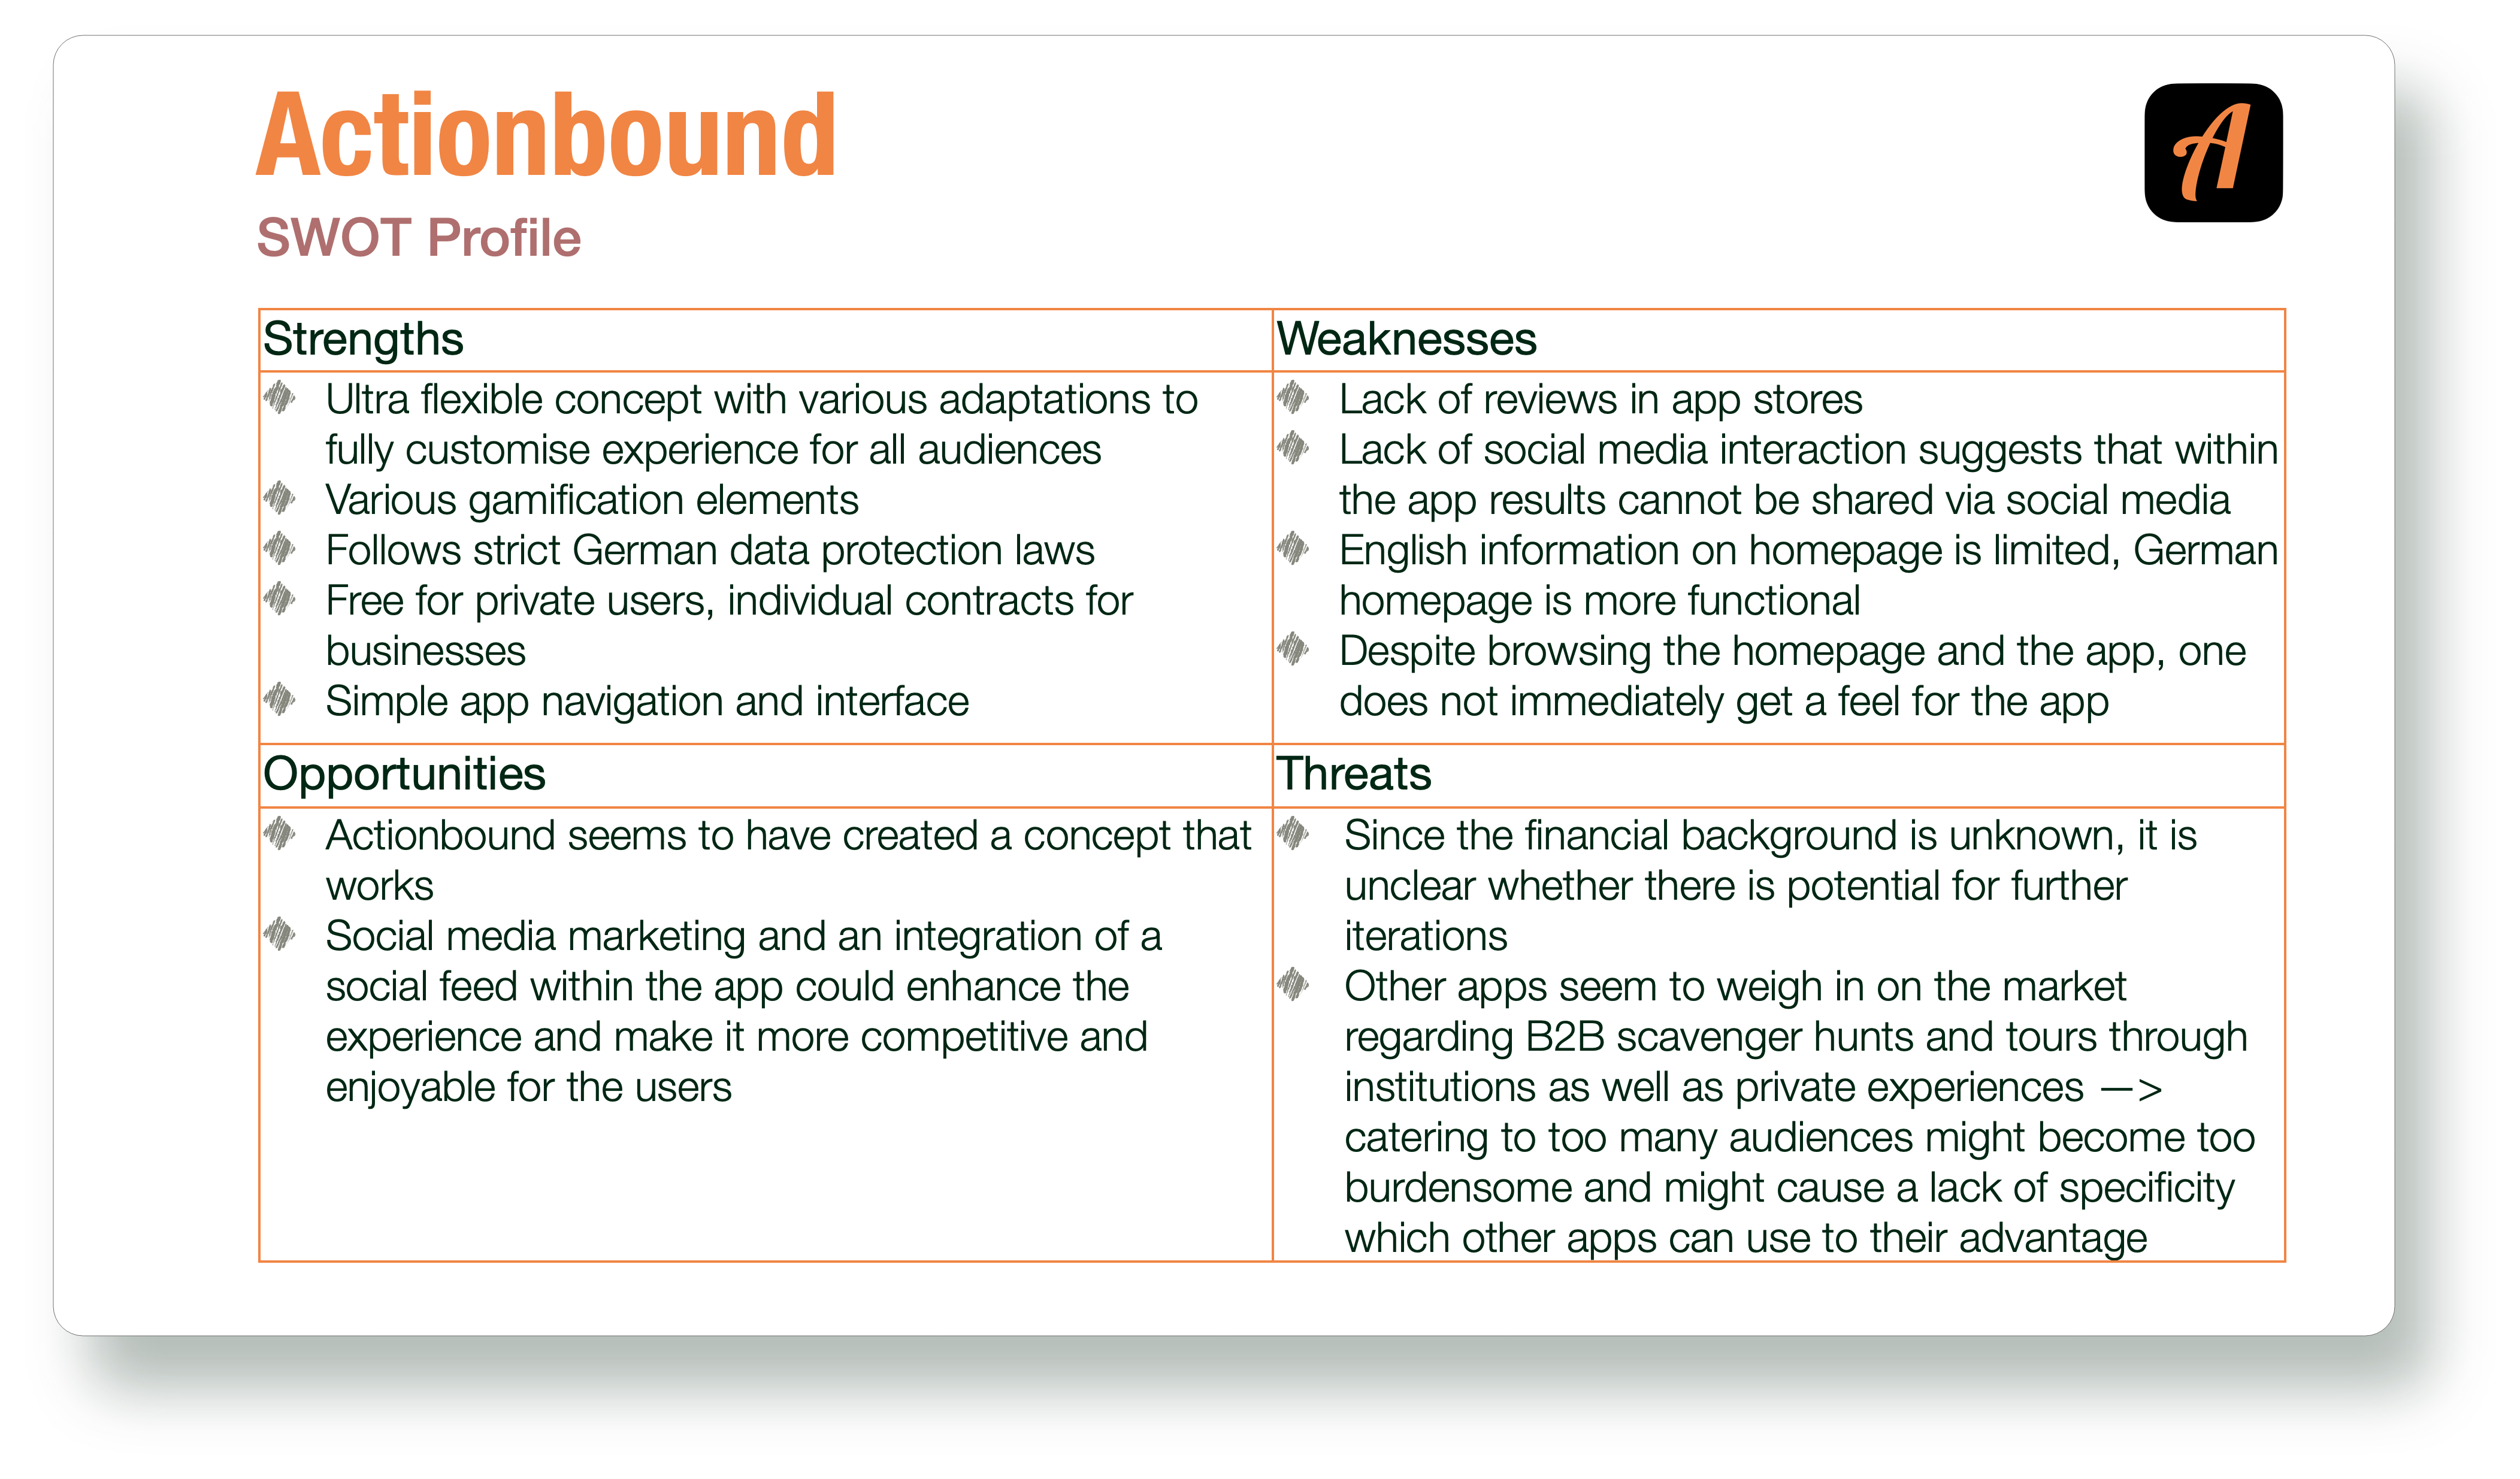 Actionbound
A
SWOT Profile
Strengths
Ultra flexible concept with various adaptations to
fully customise experience for all audiences
Various gamification elements
Follows strict German data protection laws
Free for private users, individual contracts for
businesses
Simple app navigation and interface
Weaknesses
Lack of reviews in app stores
Lack of social media interaction suggests that within
the app results cannot be shared via social media
English information on homepage is limited, German
homepage is more functional
Despite browsing the homepage and the app, one
does not immediately get a feel for the app
Opportunities
Actionbound seems to have created a concept that
works
Social media marketing and an integration of a
social feed within the app could enhance the
experience and make it more competitive and
enjoyable for the users
Threats
Since the financial background is unknown, it is
unclear whether there is potential for further
iterations
Other apps seem to weigh in on the market
regarding B2B scavenger hunts and tours through
institutions as well as private experiences —>
catering to too many audiences might become too
burdensome and might cause a lack of specificity
which other apps can use to their advantage